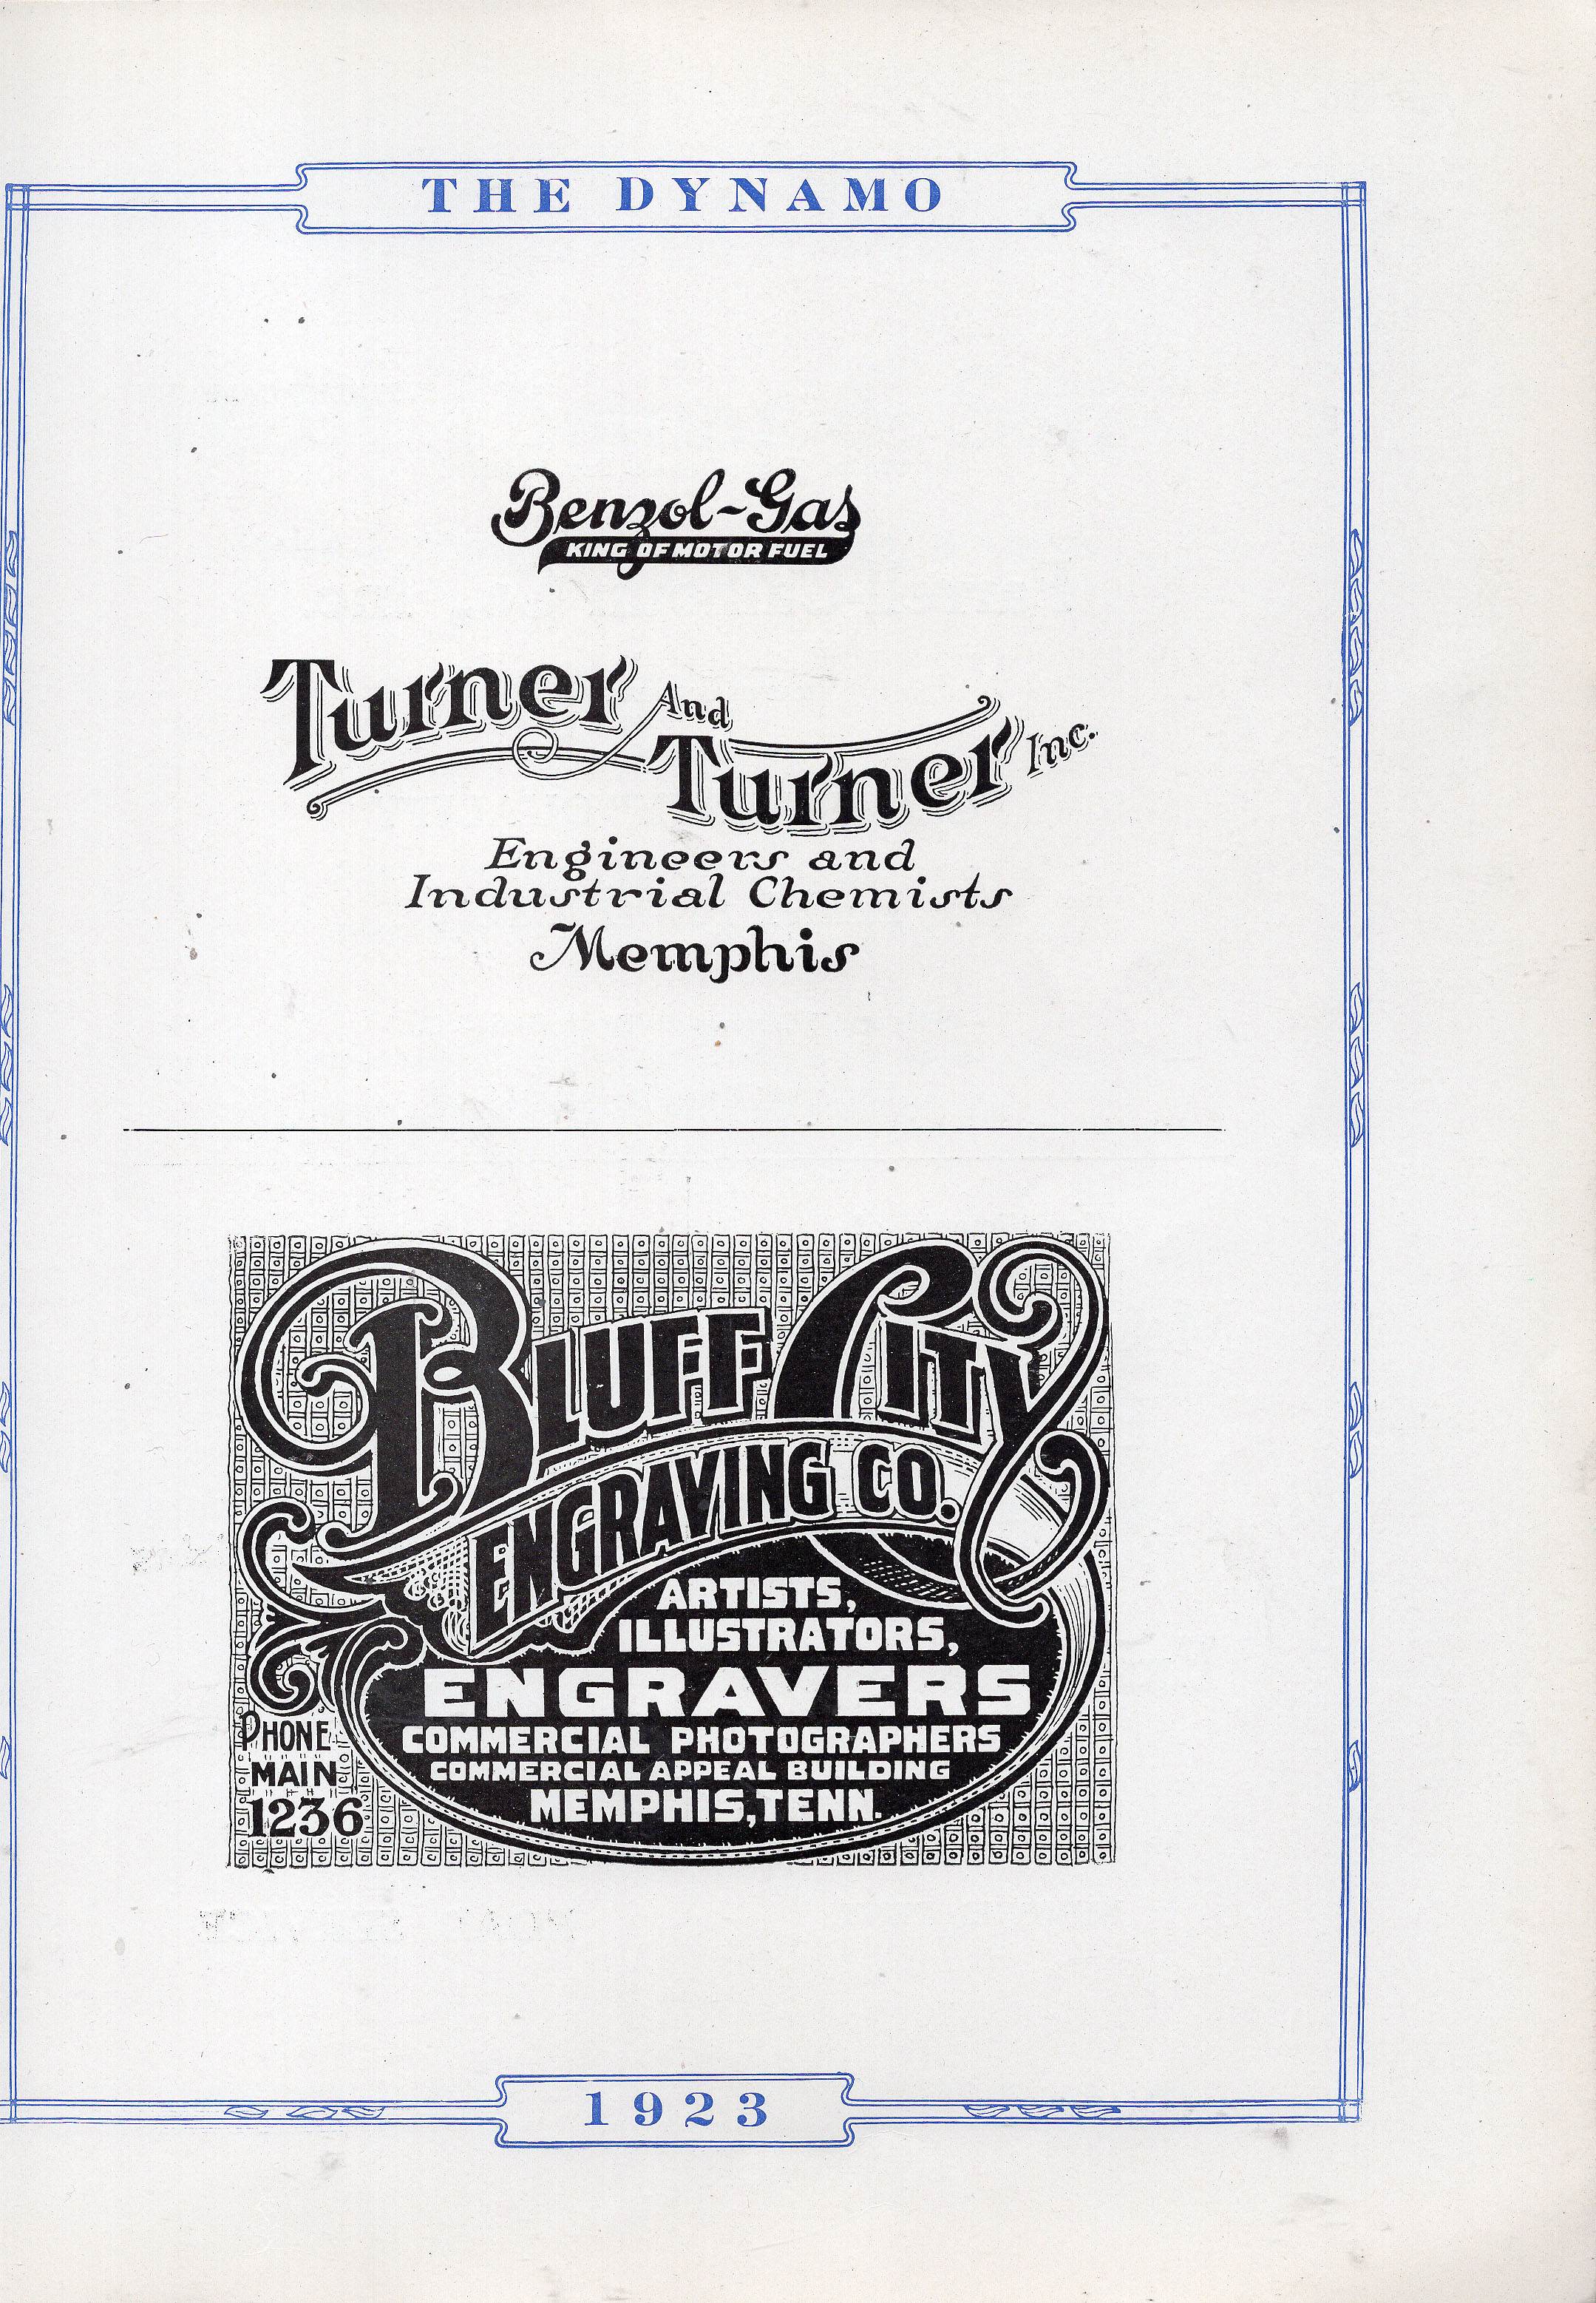 THE DYNAMO
Benzol-Gas
KING OF MOTOR FUEL
Turner And Turner Inc.
Engineers and
Industrial Chemists
Memphis
BLUFF CITY
ENGRAVING CO.
ARTISTS,
ILLUSTRATORS,
ENGRAVERS
COMMERCIAL PHOTOGRAPHERS
COMMERCIAL APPEAL BUILDING
MEMPHIS, TENN.
PHONE
MAIN
1236
1923